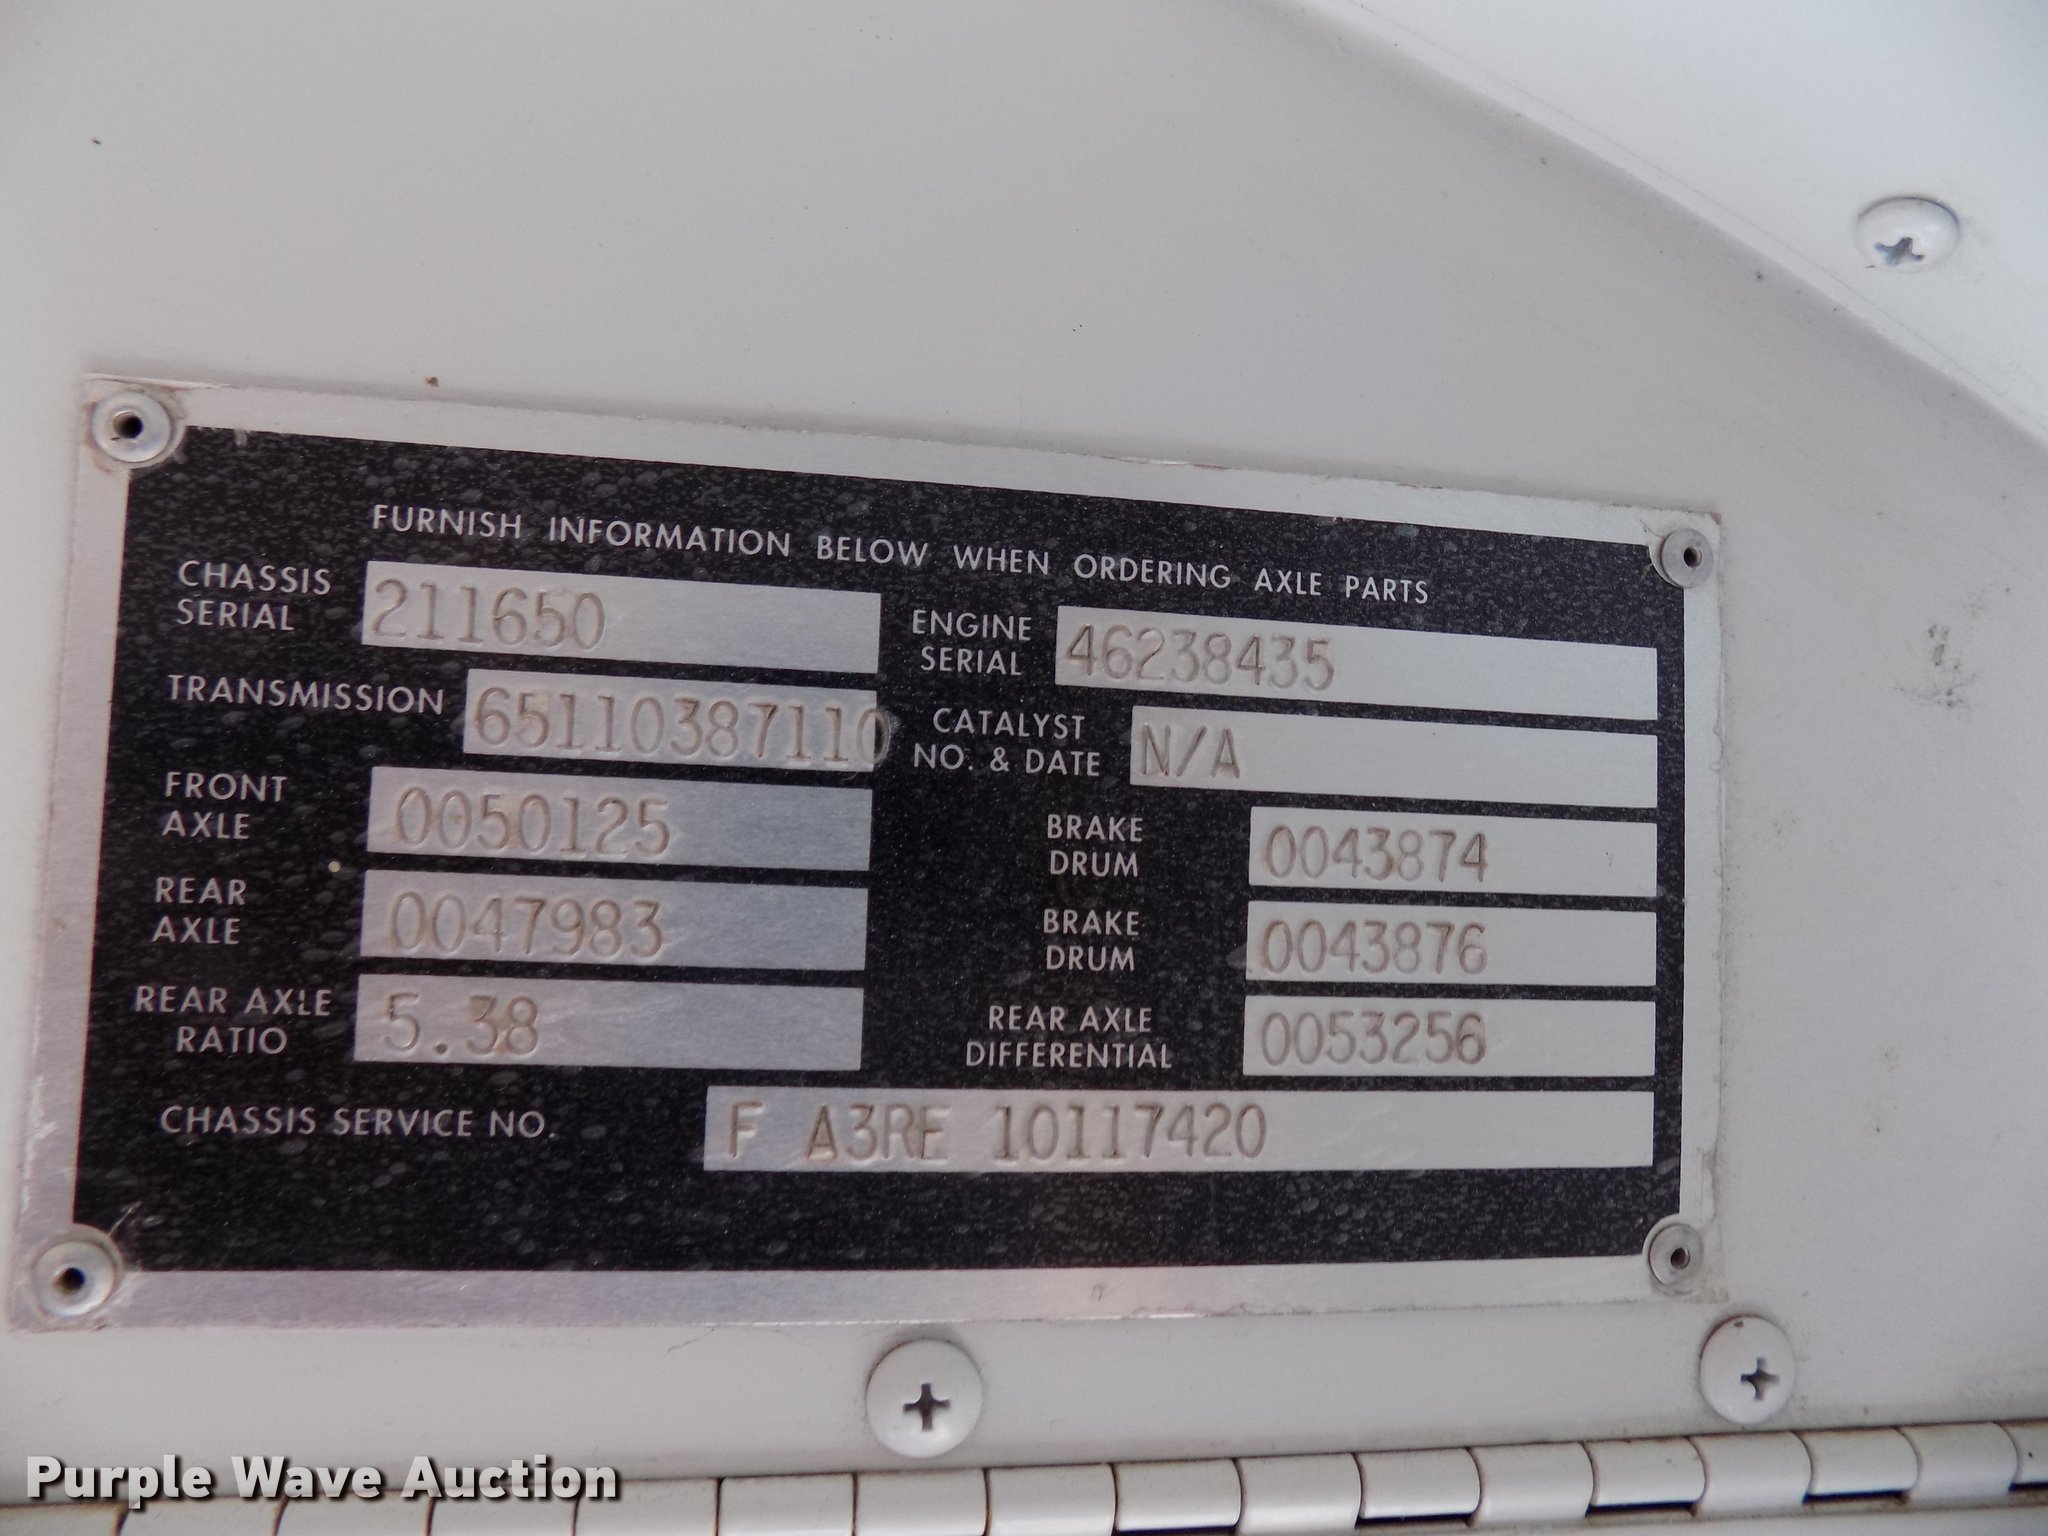 FURNISH INFORMATION BELOW WHEN ORDERING AXLE PARTS
CHASSIS SERIAL 211650
ENGINE SERIAL 46238435
TRANSMISSION 65110387110
CATALYST NO. & DATE N/A
FRONT AXLE 0050125
BRAKE DRUM 0043874
REAR AXLE 0047983
BRAKE DRUM 0043876
REAR AXLE RATIO 5.38
REAR AXLE DIFFERENTIAL 0053256
CHASSIS SERVICE NO. F A3RE 10117420
Purple Wave Auction